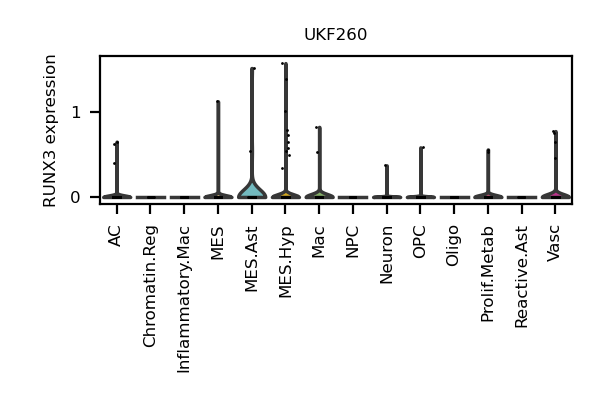 UKF260
RUNX3 expression
1
0
AC
Chromatin.Reg
Inflammatory.Mac
MES
MES.Ast
MES.Hyp
Mac
NPC
Neuron
OPC
Oligo
Prolif.Metab
Reactive.Ast
Vasc